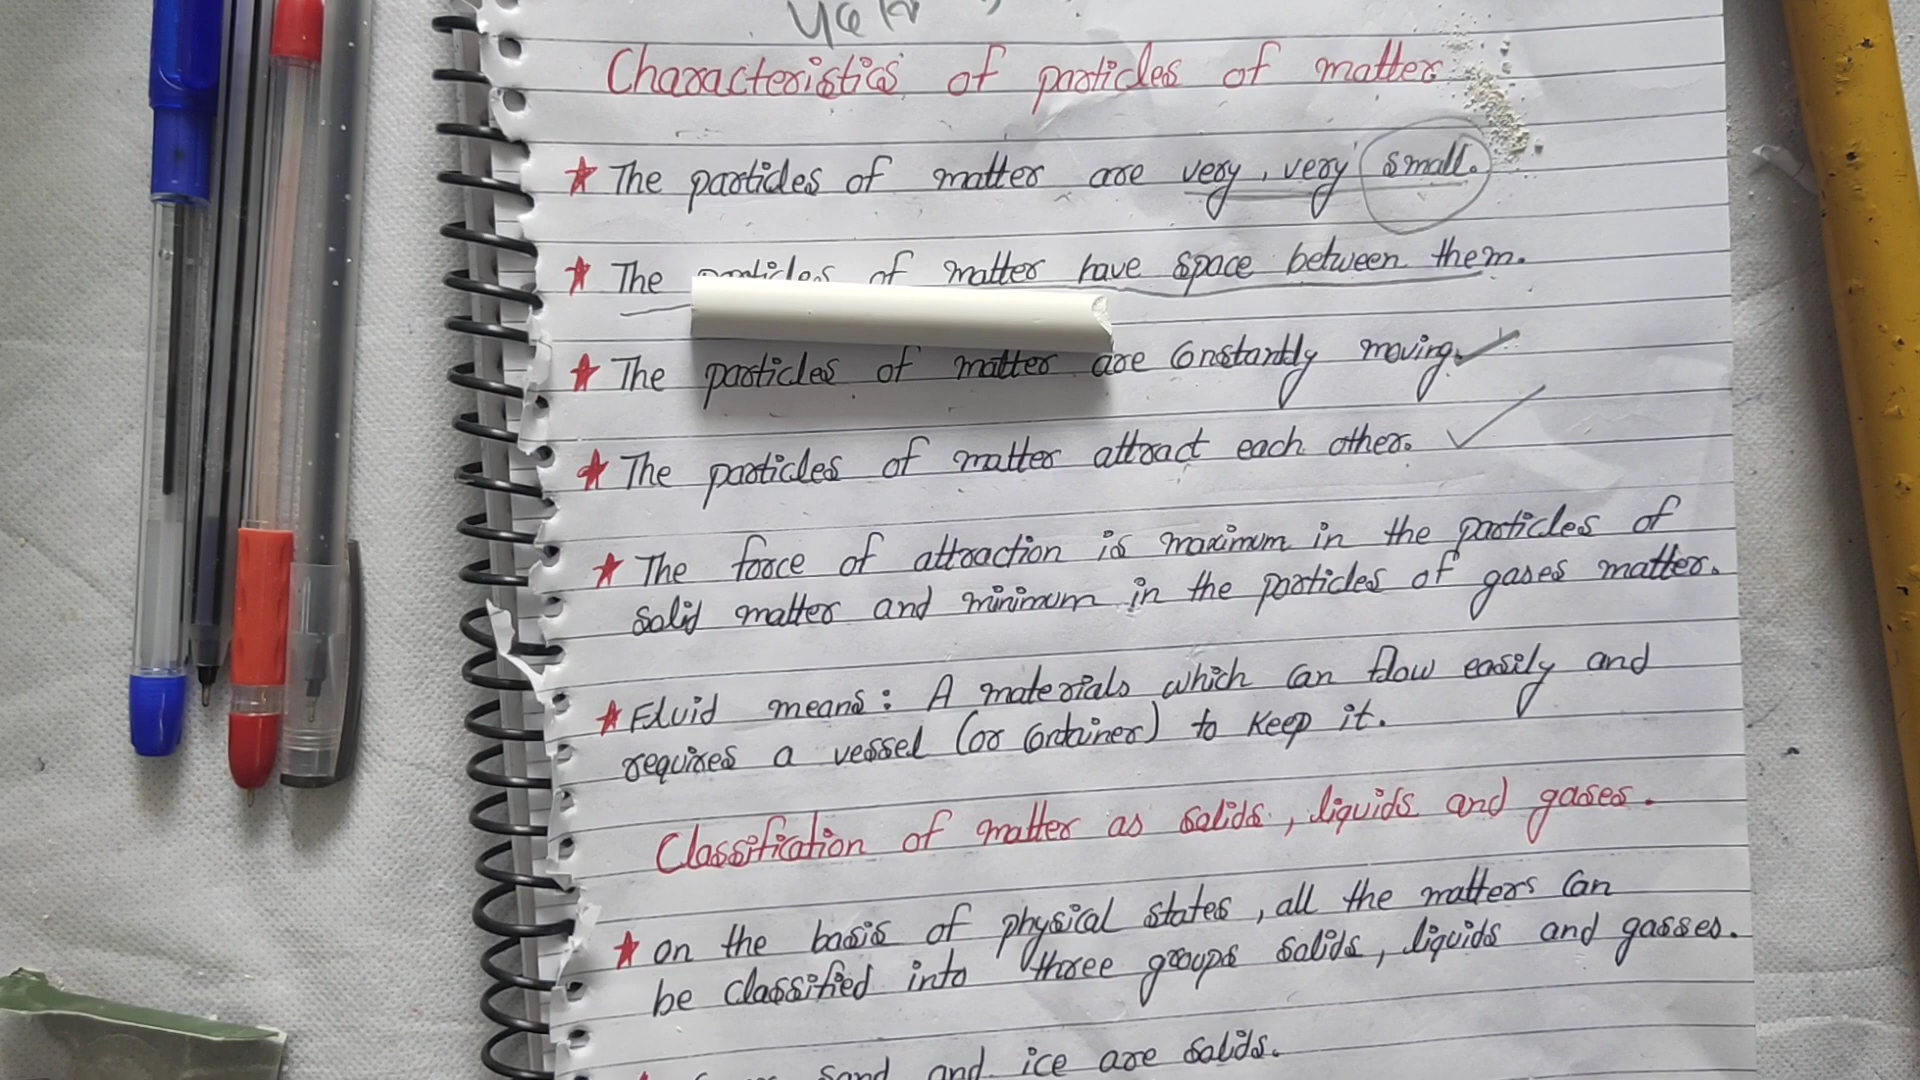 Characteristics of particles of matter
★ The particles of matter are very, very small.
★ The particles of matter have space between them.
★ The particles of matter are constantly moving.
★ The particles of matter attract each other.
★ The force of attraction is maximum in the particles of
solid matter and minimum in the particles of gases matter.
★ Fluid means: A materials which can flow easily and
requires a vessel (or container) to keep it.
Classification of matter as solids, liquids and gases.
★ on the basis of physical states, all the matters can
be classified into three groups solids, liquids and gasses.
sand and ice are solids.